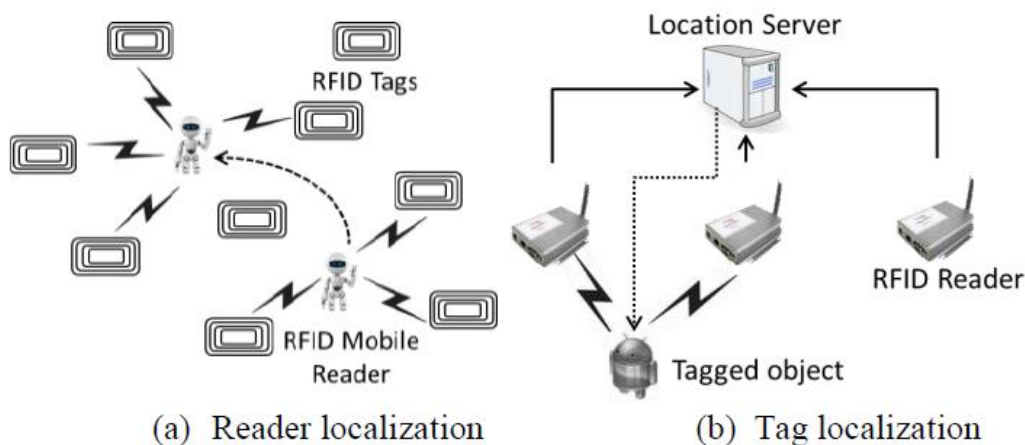 RFID Tags
RFID Mobile
Reader
(a) Reader localization
Location Server
RFID Reader
Tagged object
(b) Tag localization